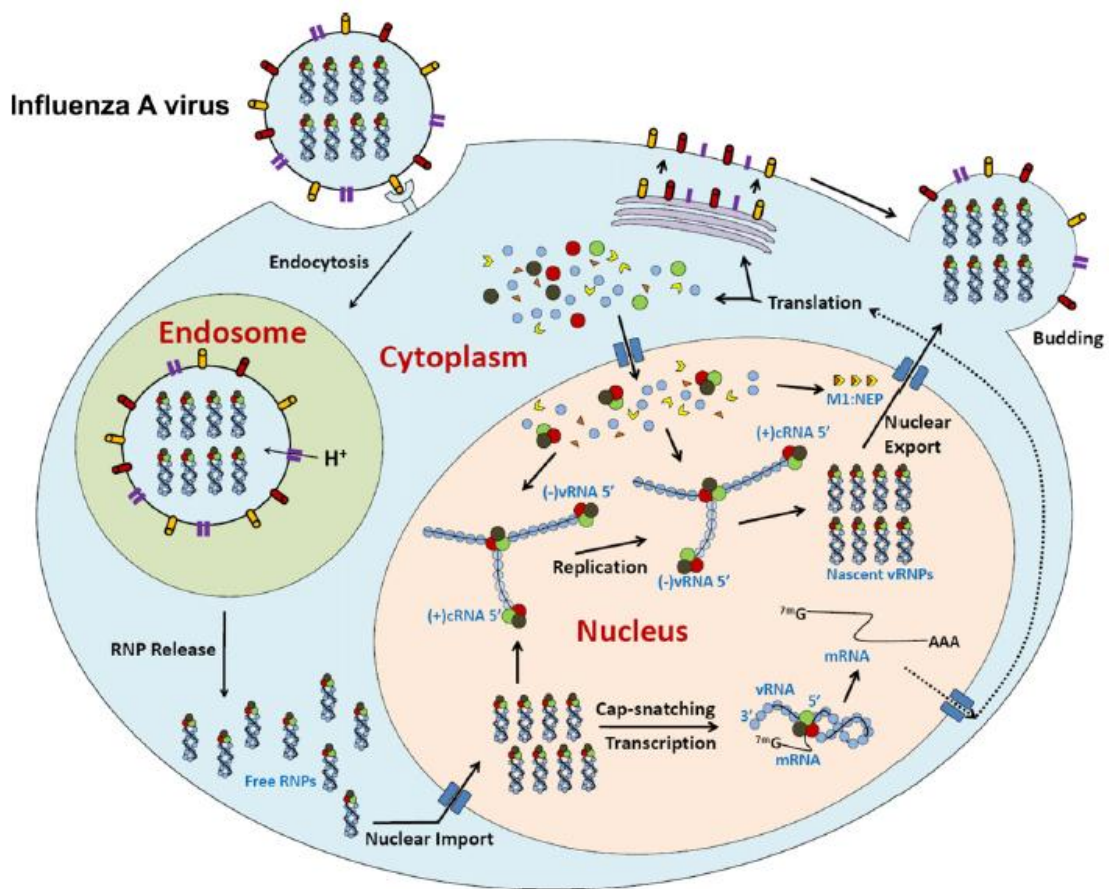 Influenza A virus
Endocytosis
Endosome
H⁺
Cytoplasm
Translation
Budding
M1:NEP
Nuclear
Export
(+)cRNA 5’
(-)vRNA 5’
Replication
(-)vRNA 5’
Nascent vRNPs
(+)cRNA 5’
Nucleus
⁷ᵐG
AAA
mRNA
RNP Release
Free RNPs
Cap-snatching
Transcription
vRNA
3’
5’
⁷ᵐG
mRNA
Nuclear Import